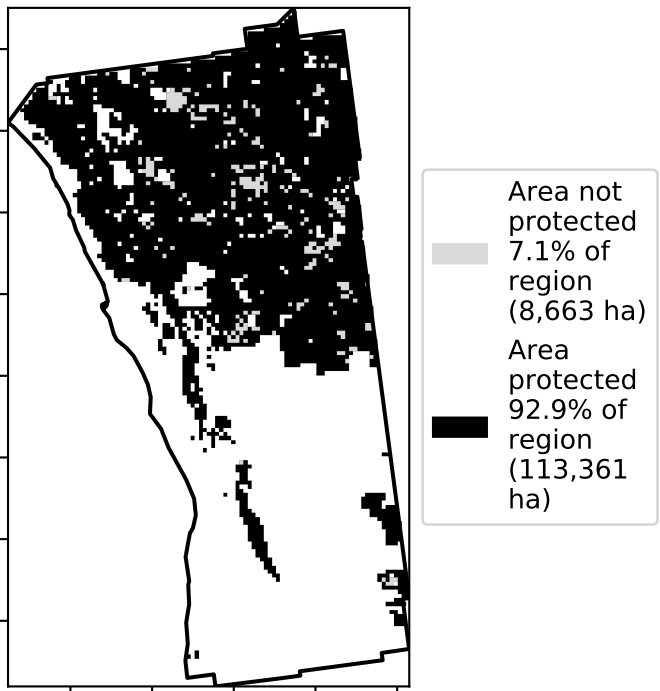 Area not
protected
7.1% of
region
(8,663 ha)
Area
protected
92.9% of
region
(113,361
ha)